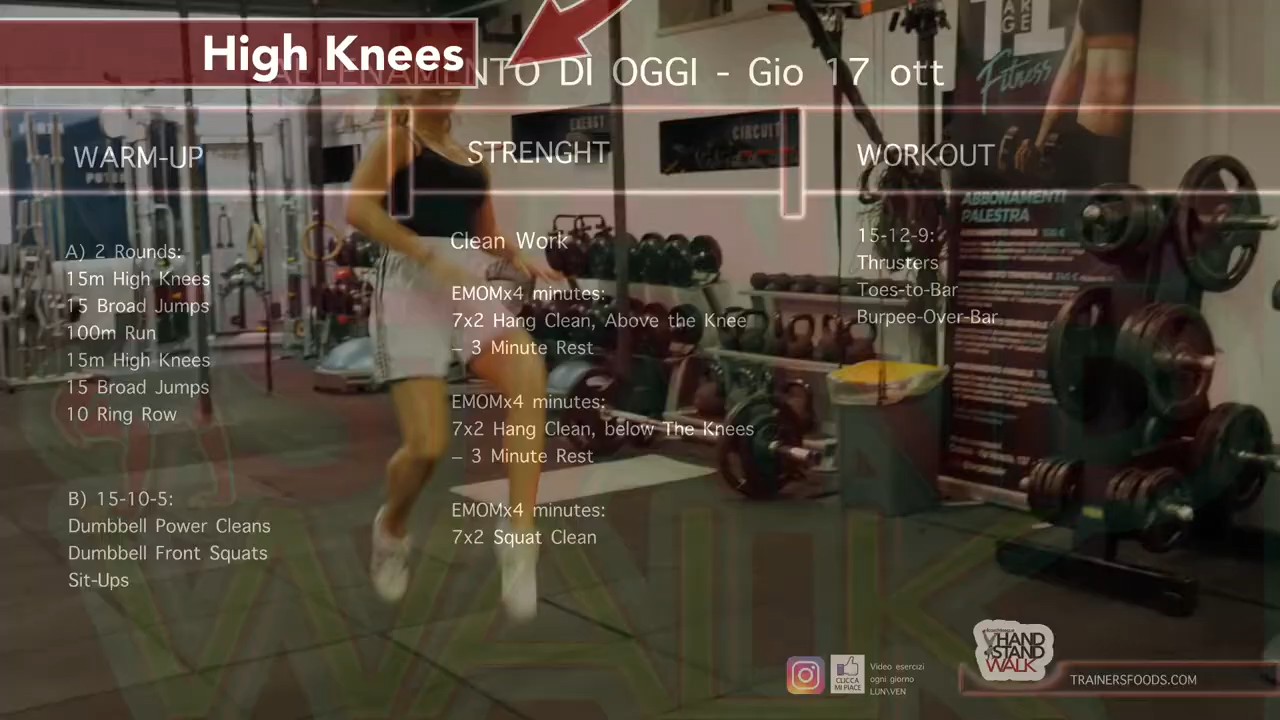 High Knees
ALLENAMENTO DI OGGI - Gio 17 ott
WARM-UP
STRENGHT
WORKOUT
A) 2 Rounds:
15m High Knees
15 Broad Jumps
100m Run
15m High Knees
15 Broad Jumps
10 Ring Row
B) 15-10-5:
Dumbbell Power Cleans
Dumbbell Front Squats
Sit-Ups
Clean Work
EMOMx4 minutes:
7x2 Hang Clean, Above the Knee
– 3 Minute Rest
EMOMx4 minutes:
7x2 Hang Clean, below The Knees
– 3 Minute Rest
EMOMx4 minutes:
7x2 Squat Clean
15-12-9:
Thrusters
Toes-to-Bar
Burpee-Over-Bar
ENERGY
CIRCUIT
Fitness
ABBONAMENTI
PALESTRA
CLICCA
MI PIACE
Video esercizi
ogni giorno
LUN\VEN
HAND
STAND
WALK
TRAINERSFOODS.COM
WALK